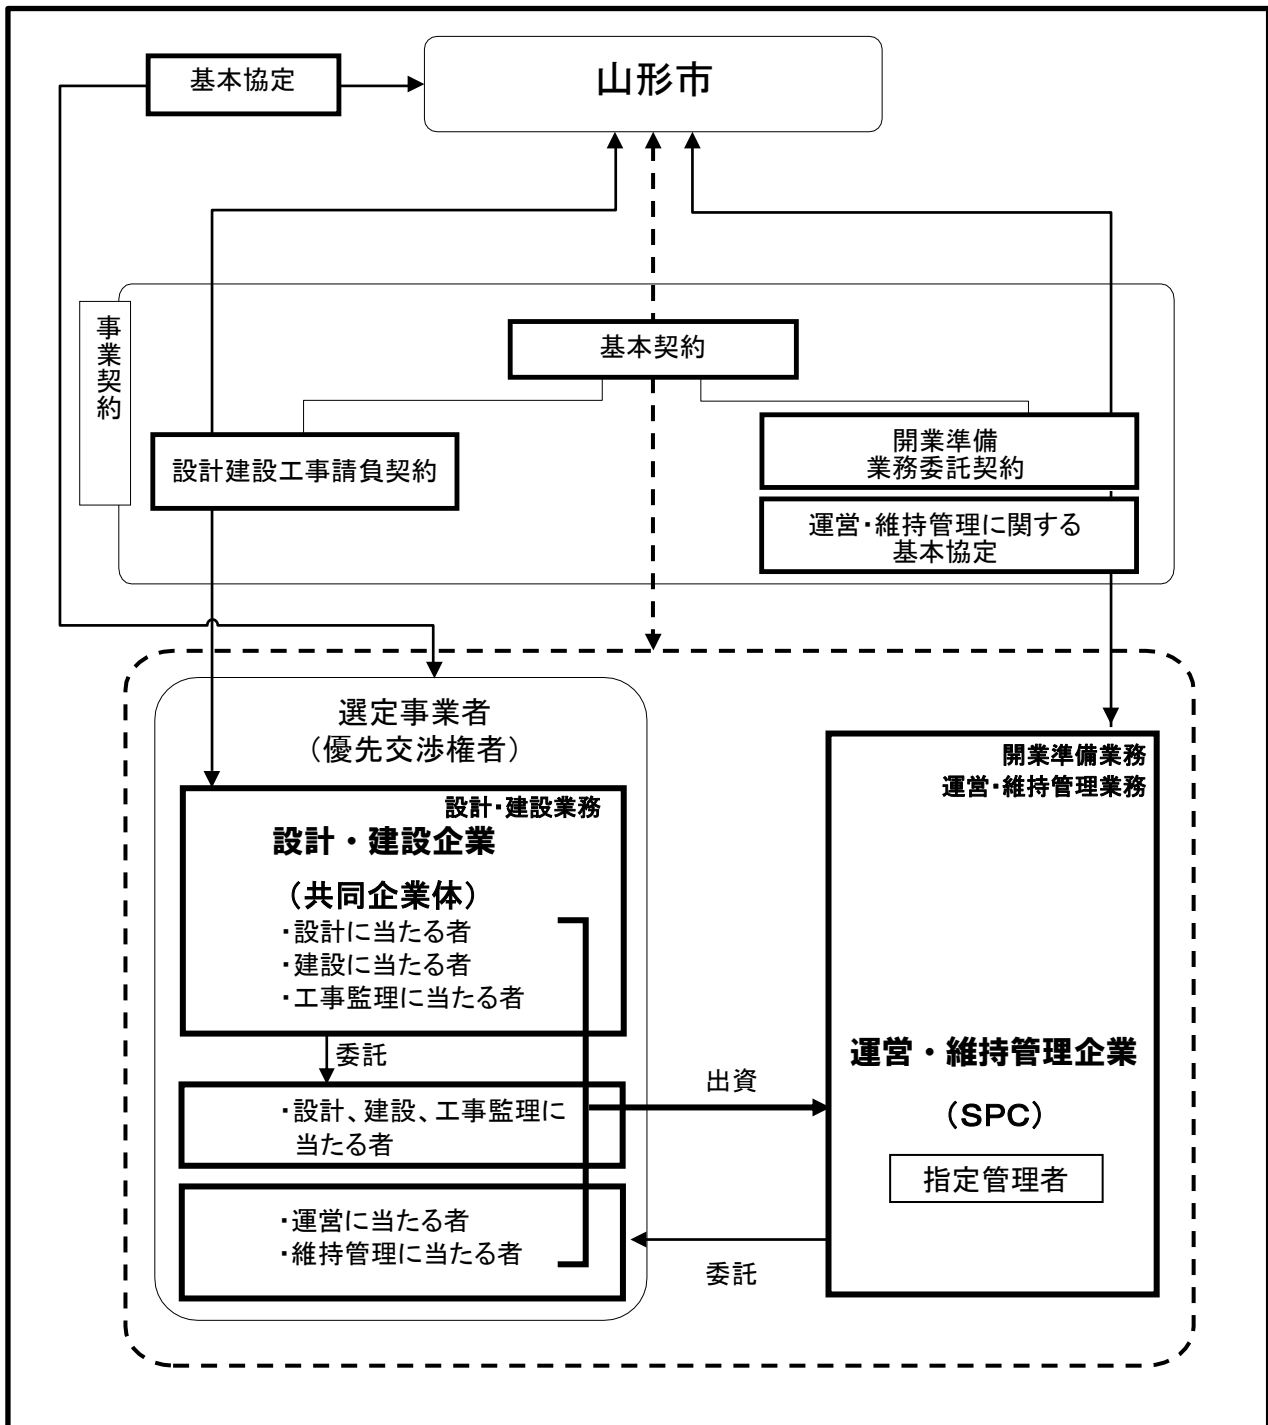 基本協定
山形市
事業契約
基本契約
設計建設工事請負契約
開業準備
業務委託契約
運営・維持管理に関する
基本協定
選定事業者
（優先交渉権者）
設計・建設業務
設計・建設企業
（共同企業体）
・設計に当たる者
・建設に当たる者
・工事監理に当たる者
委託
・設計、建設、工事監理に
当たる者
・運営に当たる者
・維持管理に当たる者
出資
委託
開業準備業務
運営・維持管理業務
運営・維持管理企業
（SPC）
指定管理者